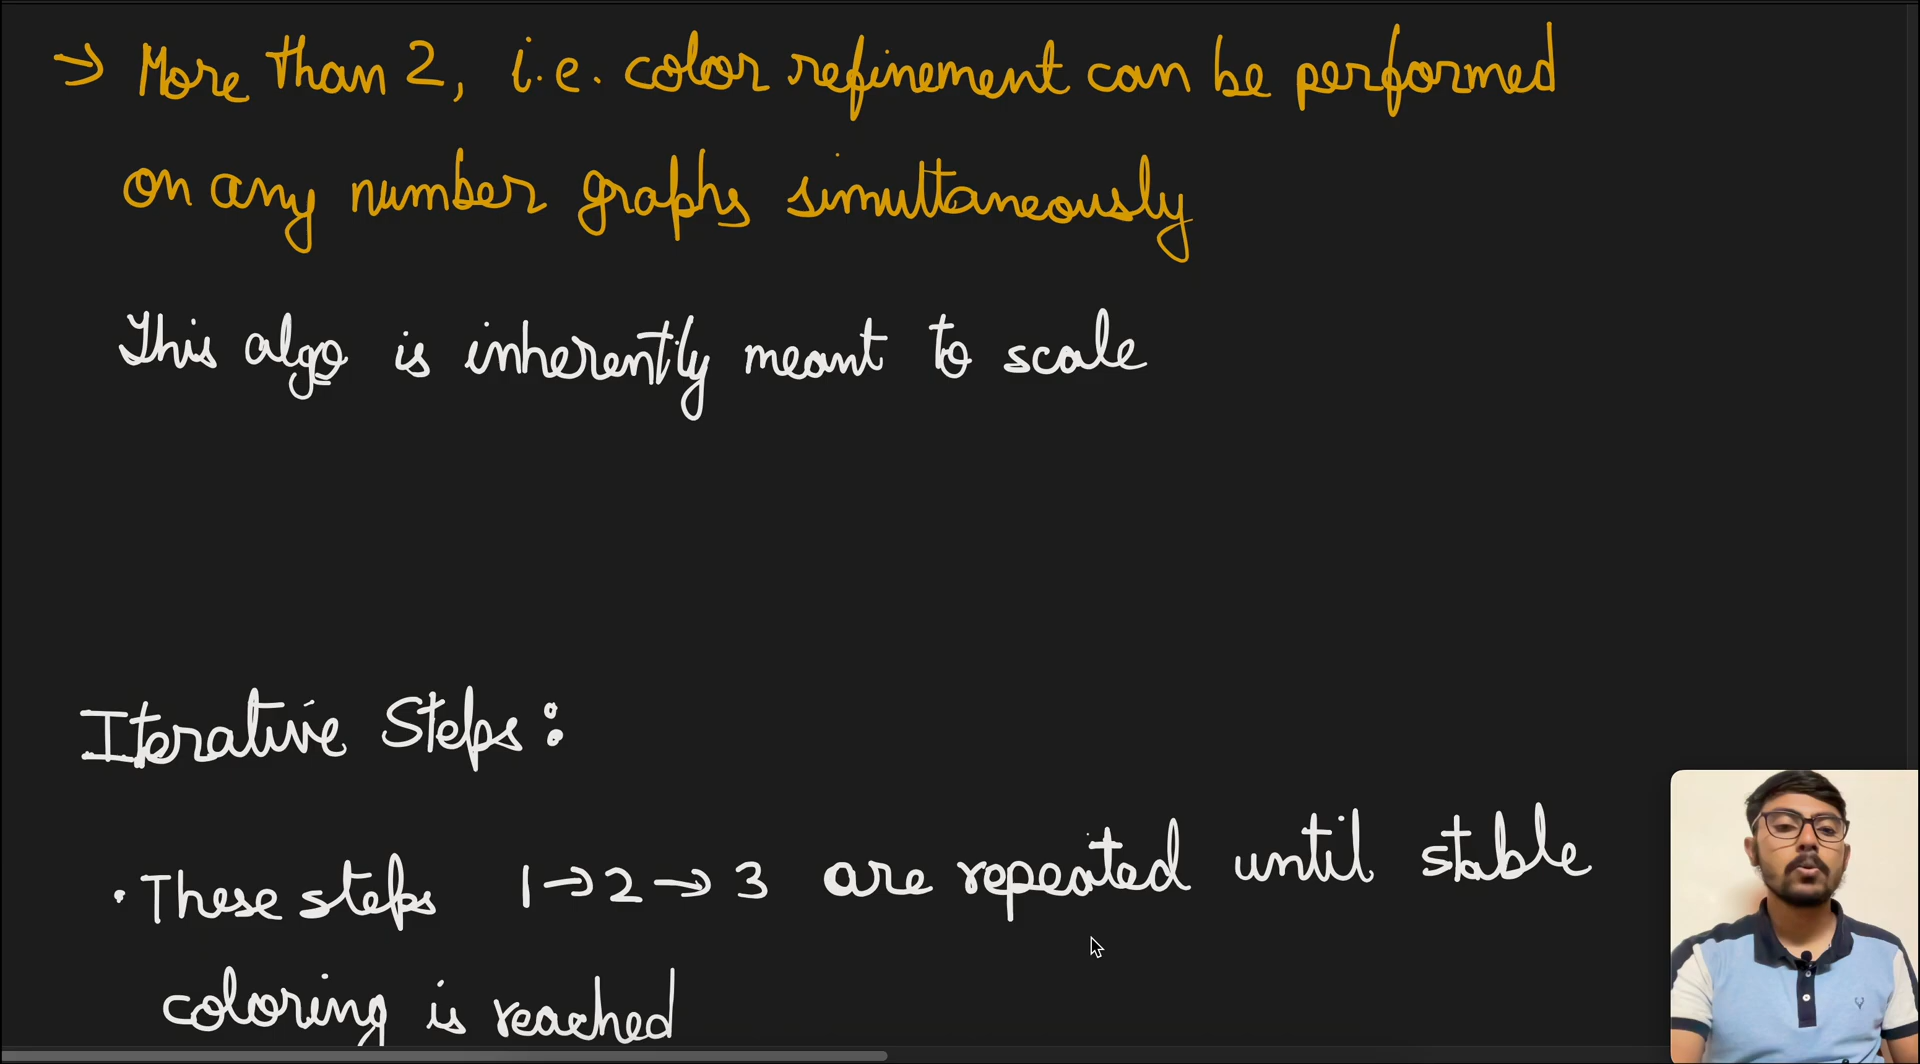 → More than 2, i.e. color refinement can be performed
on any number graphs simultaneously
This algo is inherently meant to scale
Iterative Steps:
• These steps 1→2→3 are repeated until stable
coloring is reached